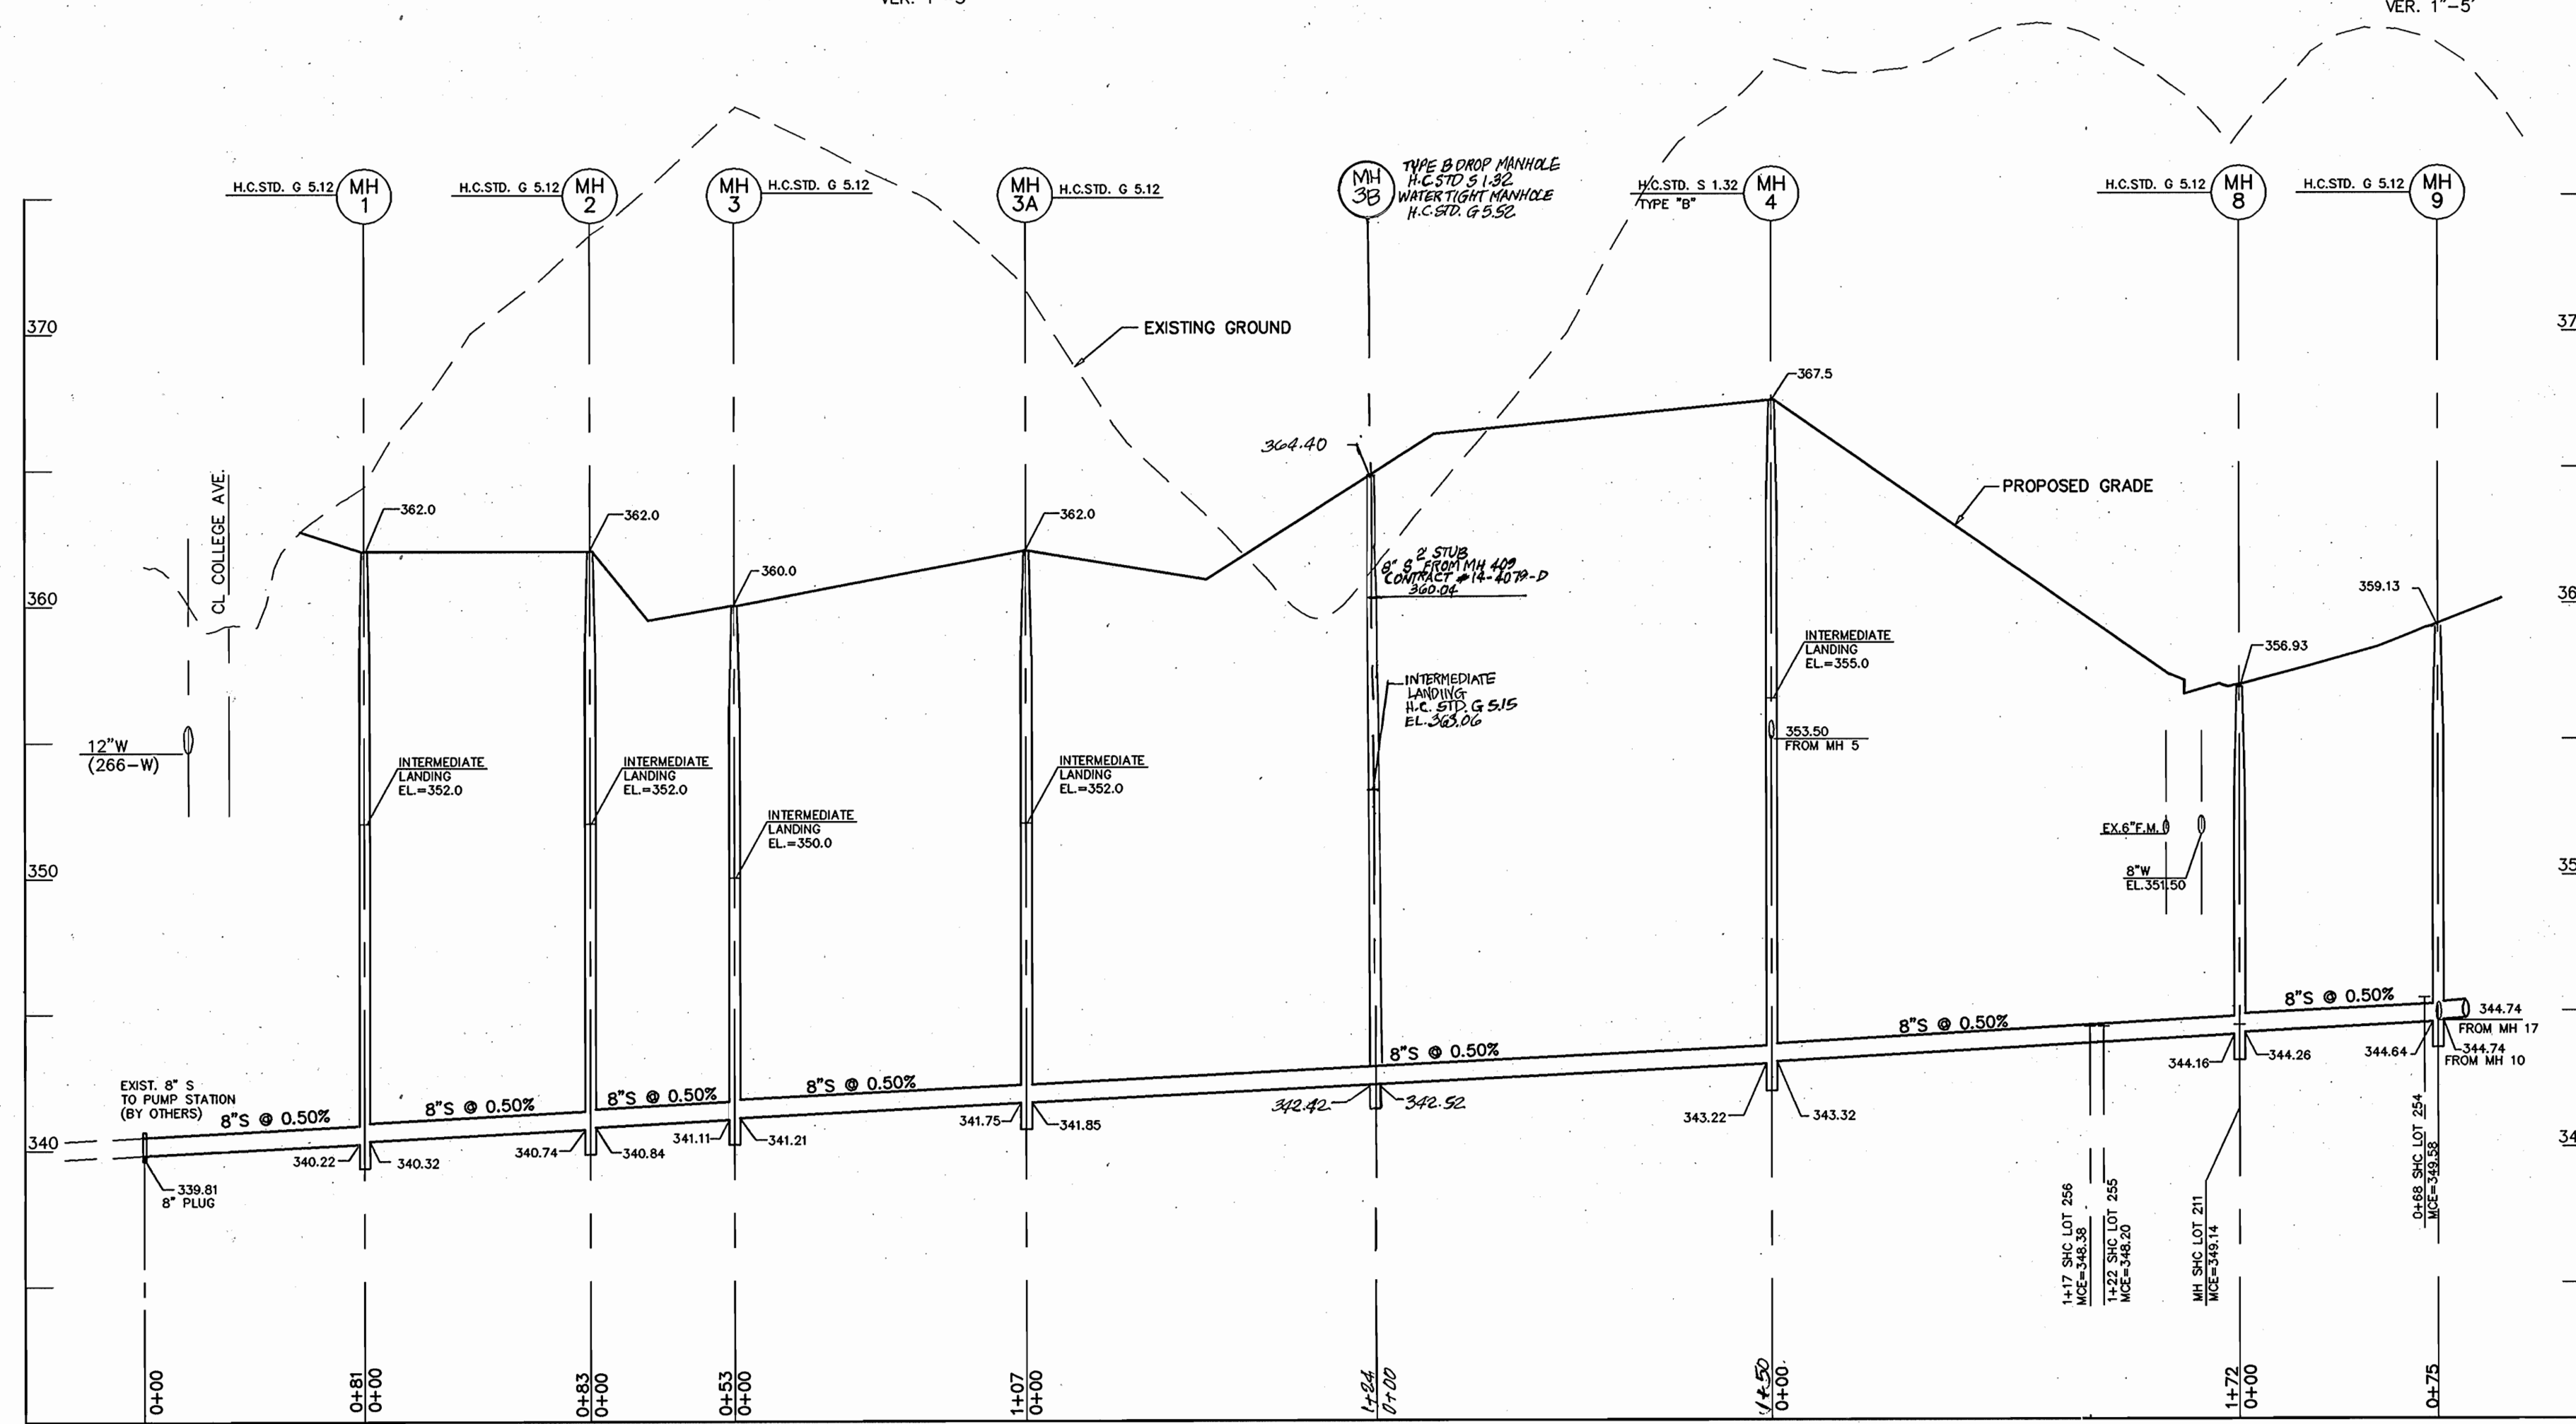 VER. 1"-5'
VER. 1"-5'
H.C.STD. G 5.12
MH
1
H.C.STD. G 5.12
MH
2
MH
3
H.C.STD. G 5.12
MH
3A
H.C.STD. G 5.12
MH
3B
TYPE B DROP MANHOLE
H.C STD S 1.32
WATER TIGHT MANHOLE
H.C.STD. G 5.52
H.C.STD. S 1.32
TYPE "B"
MH
4
H.C.STD. G 5.12
MH
8
H.C.STD. G 5.12
MH
9
370
37
EXISTING GROUND
367.5
364.40
PROPOSED GRADE
CL COLLEGE AVE.
362.0
362.0
360.0
362.0
2' STUB
8" S FROM MH 409
CONTRACT #14-4079-D
360.04
359.13
360
36
INTERMEDIATE
LANDING
EL.=355.0
356.93
INTERMEDIATE
LANDING
H.C. STD. G 5.15
EL. 363.06
353.50
FROM MH 5
12"W
(266-W)
INTERMEDIATE
LANDING
EL.=352.0
INTERMEDIATE
LANDING
EL.=352.0
INTERMEDIATE
LANDING
EL.=350.0
INTERMEDIATE
LANDING
EL.=352.0
EX.6"F.M.
8"W
EL.351.50
350
35
8"S @ 0.50%
344.74
FROM MH 17
344.74
FROM MH 10
8"S @ 0.50%
344.16
344.26
344.64
8"S @ 0.50%
EXIST. 8" S
TO PUMP STATION
(BY OTHERS)
8"S @ 0.50%
8"S @ 0.50%
8"S @ 0.50%
8"S @ 0.50%
342.42
342.52
343.22
343.32
340
34
340.22
340.32
340.74
340.84
341.11
341.21
341.75
341.85
339.81
8" PLUG
1+17 SHC LOT 256
MCE=348.38
1+22 SHC LOT 255
MCE=348.20
MH SHC LOT 211
MCE=349.14
0+68 SHC LOT 254
MCE=349.58
0+00
0+81
0+00
0+83
0+00
0+53
0+00
1+07
0+00
1+24
0+00
1+50
0+00
1+72
0+00
0+75